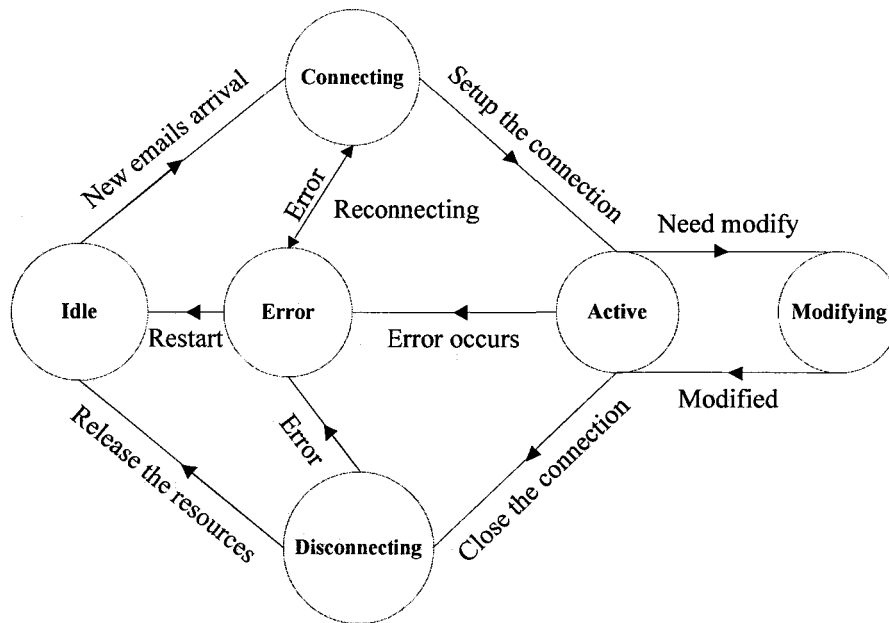 Connecting
New emails arrival
Setup the connection
Error
Reconnecting
Need modify
Idle
Error
Active
Modifying
Restart
Error occurs
Modified
Error
Release the resources
Close the connection
Disconnecting